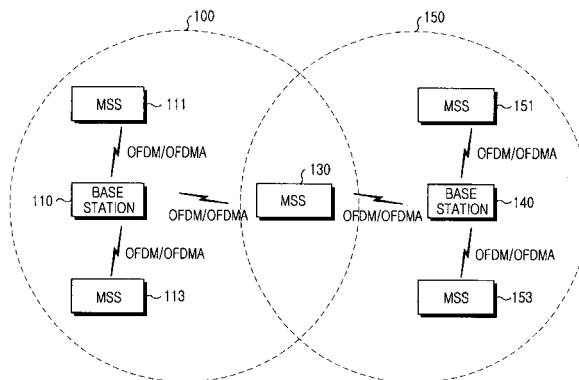 100
150
MSS
111
MSS
151
OFDM/OFDMA
OFDM/OFDMA
130
110
BASE
STATION
MSS
BASE
STATION
140
OFDM/OFDMA
OFDM/OFDMA
OFDM/OFDMA
OFDM/OFDMA
MSS
113
MSS
153